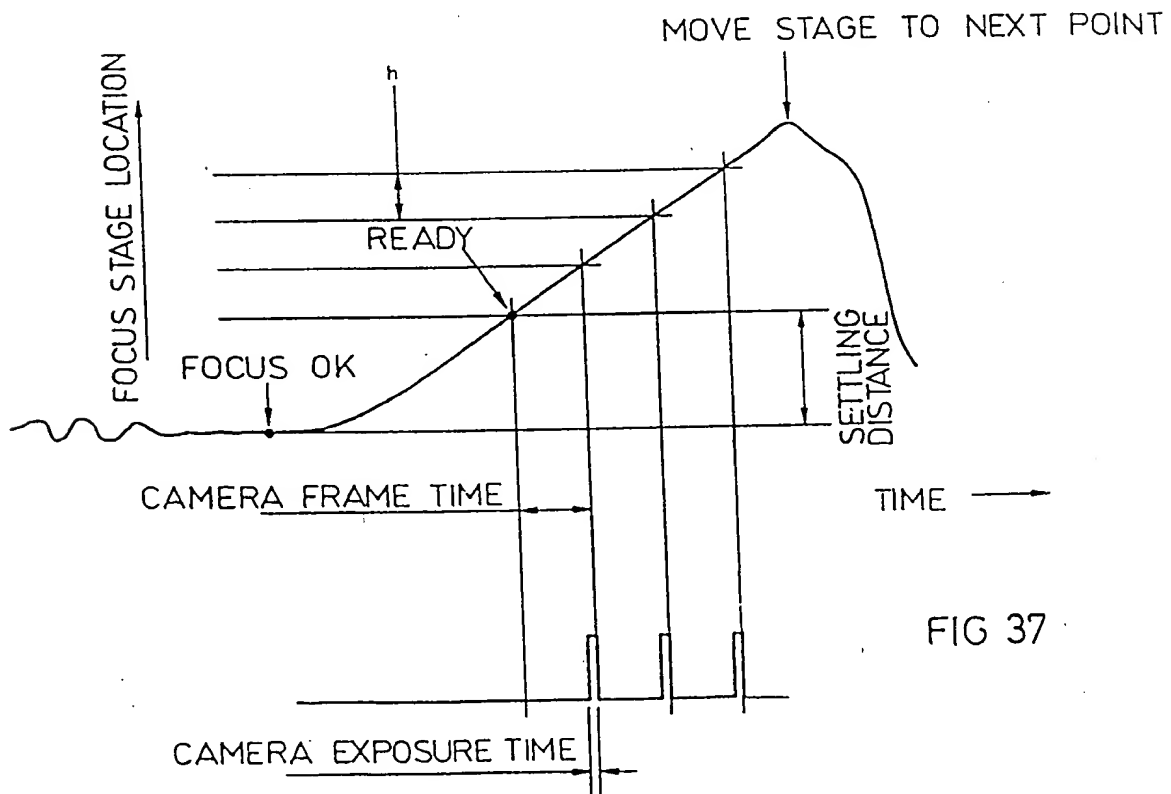 MOVE STAGE TO NEXT POINT
h
FOCUS STAGE LOCATION
READY
FOCUS OK
SETTLING
DISTANCE
CAMERA FRAME TIME
TIME
FIG 37
CAMERA EXPOSURE TIME